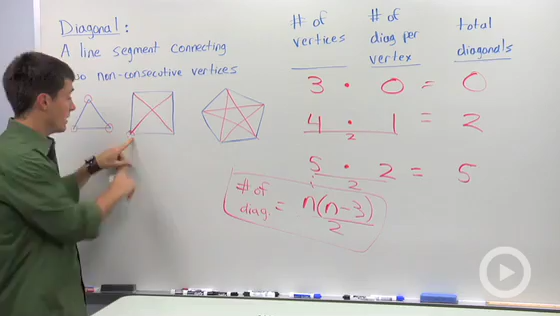 Diagonal:
A line segment connecting
two non-consecutive vertices
# of vertices
# of diag per vertex
total diagonals
3 · 0 = 0
4 · 1 / 2 = 2
5 · 2 / 2 = 5
# of diag. = n(n-3) / 2